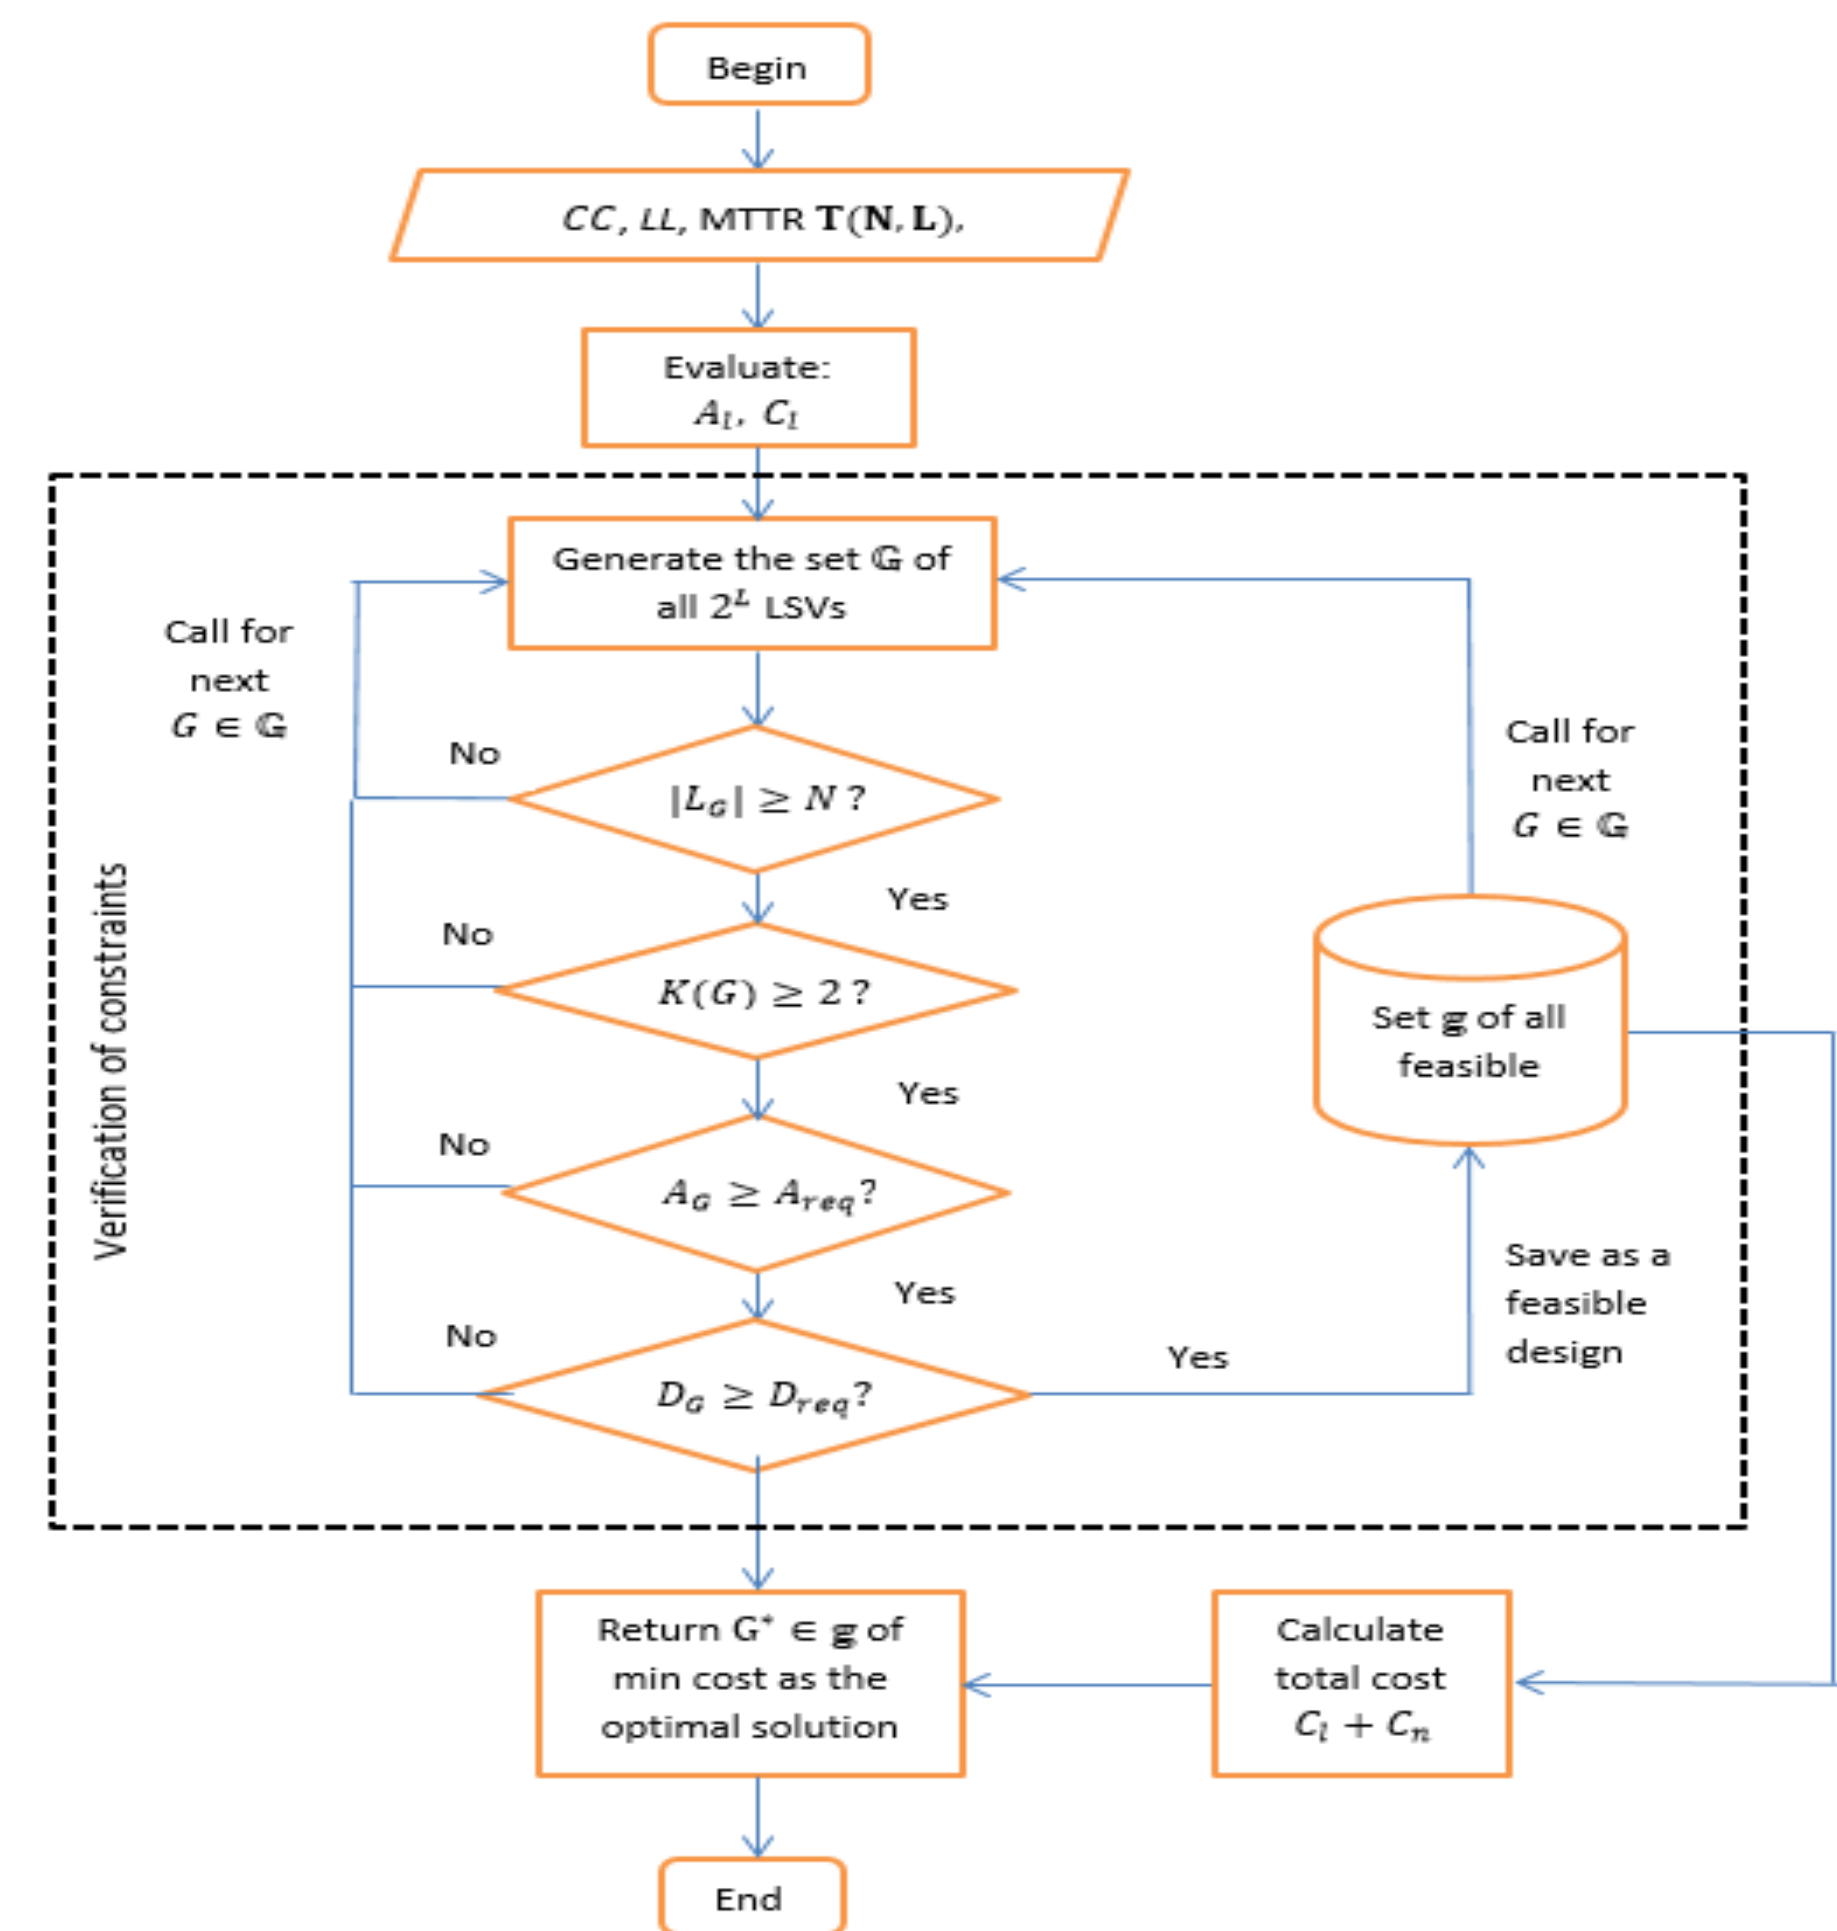 Begin
CC, LL, MTTR T(N, L),
Evaluate:
A_l, C_l
Generate the set 𝔾 of
all 2^L LSVs
Call for
next
G ∈ 𝔾
No
|L_G| ≥ N ?
Yes
Call for
next
G ∈ 𝔾
No
K(G) ≥ 2 ?
Yes
Set 𝕘 of all
feasible
Verification of constraints
No
A_G ≥ A_req?
Yes
No
D_G ≥ D_req?
Yes
Save as a
feasible
design
Return G* ∈ 𝕘 of
min cost as the
optimal solution
Calculate
total cost
C_l + C_n
End